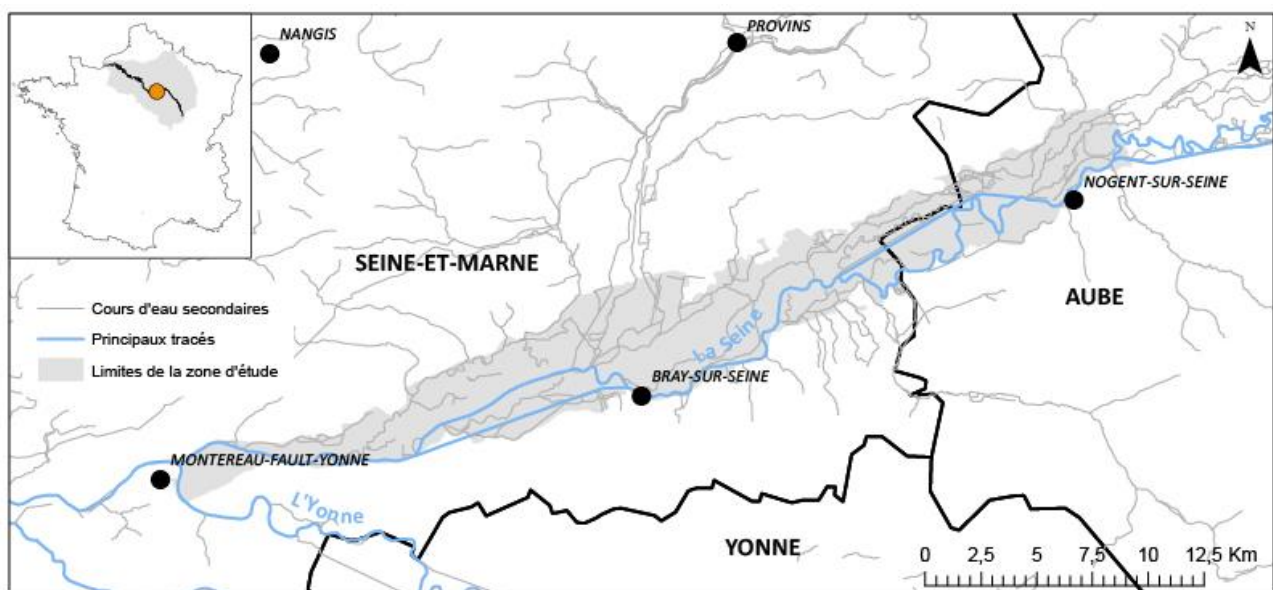 NANGIS
PROVINS
N
NOGENT-SUR-SEINE
SEINE-ET-MARNE
AUBE
Cours d'eau secondaires
Principaux tracés
Limites de la zone d'étude
La Seine
BRAY-SUR-SEINE
MONTEREAU-FAULT-YONNE
L'Yonne
YONNE
0 2,5 5 7,5 10 12,5 Km